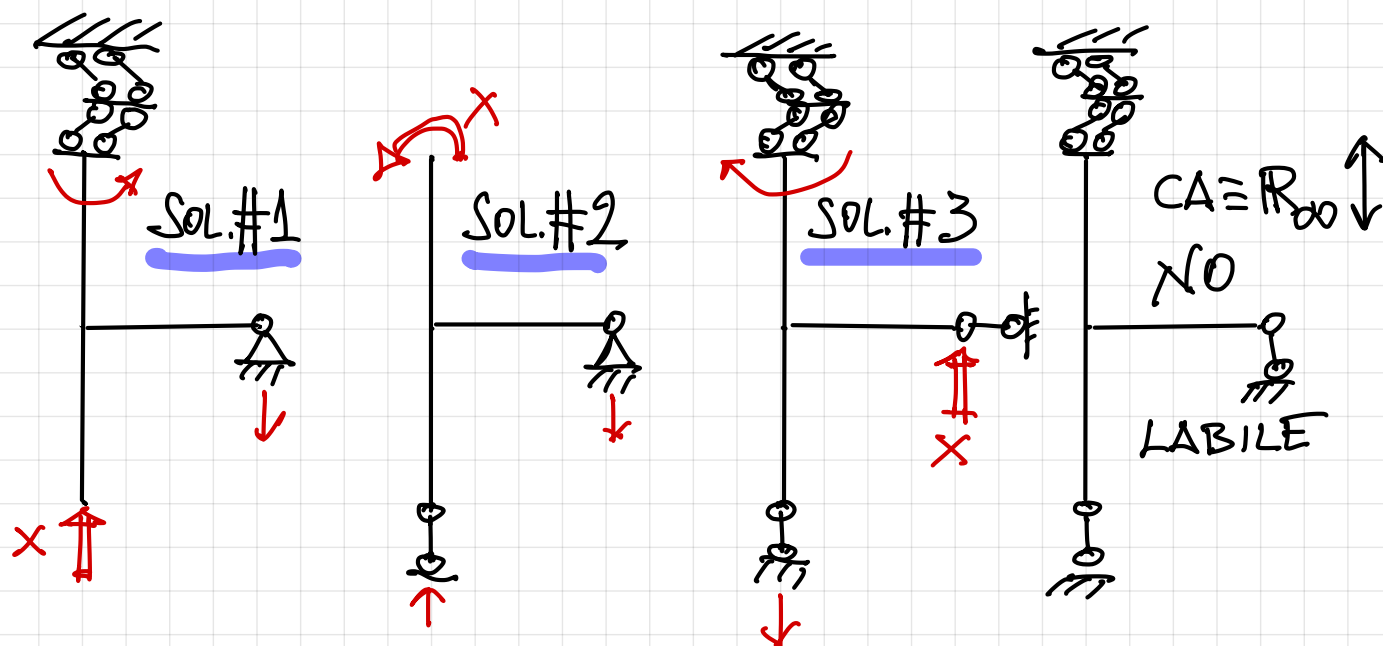 X
SOL.#1
SOL.#2
SOL.#3
CA≡ℝ∞
NO
X
X
LABILE